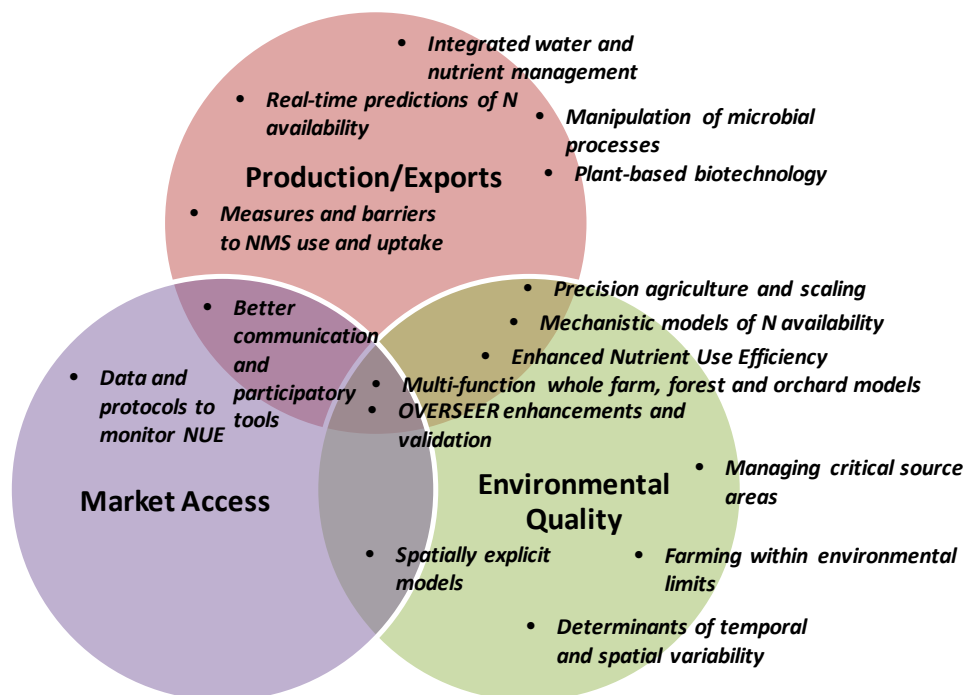 • Integrated water and
nutrient management
• Real-time predictions of N
availability
• Manipulation of microbial
processes
Production/Exports
• Plant-based biotechnology
• Measures and barriers
to NMS use and uptake
• Precision agriculture and scaling
• Better
communication
and
participatory
tools
• Mechanistic models of N availability
• Enhanced Nutrient Use Efficiency
• Data and
protocols to
monitor NUE
• Multi-function whole farm, forest and orchard models
• OVERSEER enhancements and
validation
Market Access
Environmental
Quality
• Managing critical source
areas
• Spatially explicit
models
• Farming within environmental
limits
• Determinants of temporal
and spatial variability